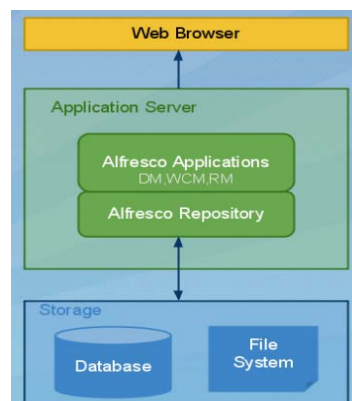 Web Browser
Application Server
Alfresco Applications
DM,WCM,RM
Alfresco Repository
Storage
Database
File
System